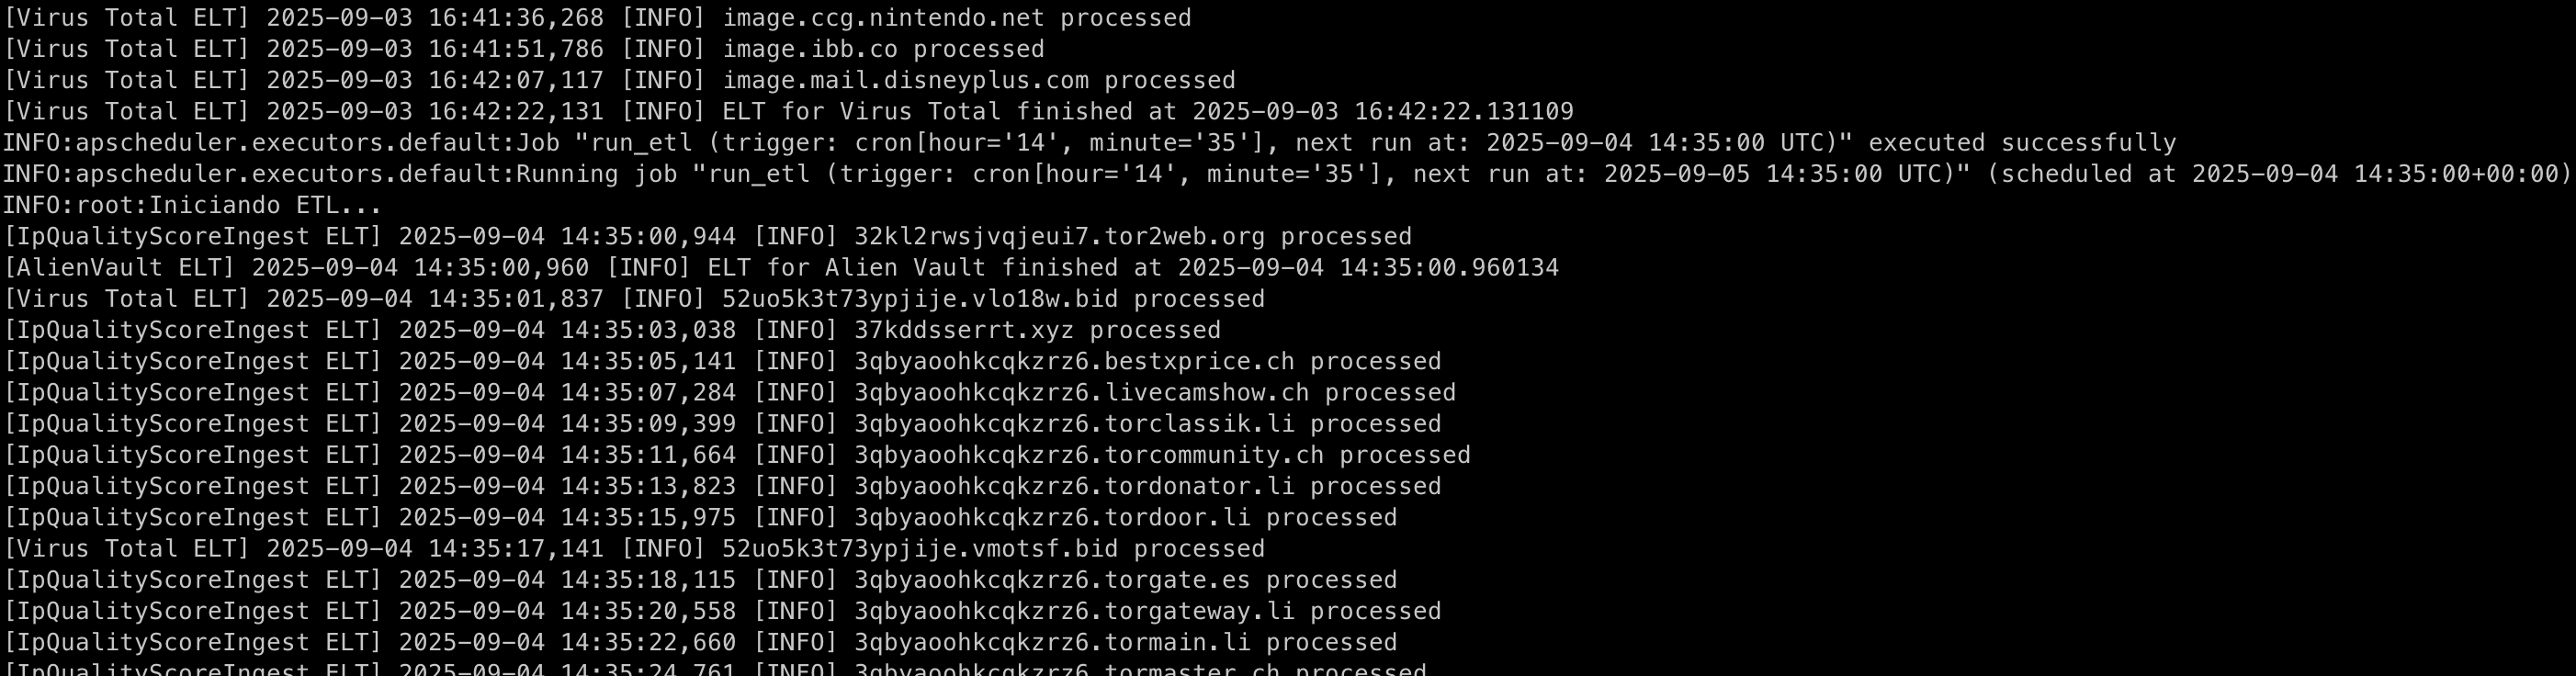 [Virus Total ELT] 2025-09-03 16:41:36,268 [INFO] image.ccg.nintendo.net processed
[Virus Total ELT] 2025-09-03 16:41:51,786 [INFO] image.ibb.co processed
[Virus Total ELT] 2025-09-03 16:42:07,117 [INFO] image.mail.disneyplus.com processed
[Virus Total ELT] 2025-09-03 16:42:22,131 [INFO] ELT for Virus Total finished at 2025-09-03 16:42:22.131109
INFO:apscheduler.executors.default:Job "run_etl (trigger: cron[hour='14', minute='35'], next run at: 2025-09-04 14:35:00 UTC)" executed successfully
INFO:apscheduler.executors.default:Running job "run_etl (trigger: cron[hour='14', minute='35'], next run at: 2025-09-05 14:35:00 UTC)" (scheduled at 2025-09-04 14:35:00+00:00)
INFO:root:Iniciando ETL...
[IpQualityScoreIngest ELT] 2025-09-04 14:35:00,944 [INFO] 32kl2rwsjvqjeui7.tor2web.org processed
[AlienVault ELT] 2025-09-04 14:35:00,960 [INFO] ELT for Alien Vault finished at 2025-09-04 14:35:00.960134
[Virus Total ELT] 2025-09-04 14:35:01,837 [INFO] 52uo5k3t73ypjije.vlo18w.bid processed
[IpQualityScoreIngest ELT] 2025-09-04 14:35:03,038 [INFO] 37kddsserrt.xyz processed
[IpQualityScoreIngest ELT] 2025-09-04 14:35:05,141 [INFO] 3qbyaoohkcqkzrz6.bestxprice.ch processed
[IpQualityScoreIngest ELT] 2025-09-04 14:35:07,284 [INFO] 3qbyaoohkcqkzrz6.livecamshow.ch processed
[IpQualityScoreIngest ELT] 2025-09-04 14:35:09,399 [INFO] 3qbyaoohkcqkzrz6.torclassik.li processed
[IpQualityScoreIngest ELT] 2025-09-04 14:35:11,664 [INFO] 3qbyaoohkcqkzrz6.torcommunity.ch processed
[IpQualityScoreIngest ELT] 2025-09-04 14:35:13,823 [INFO] 3qbyaoohkcqkzrz6.tordonator.li processed
[IpQualityScoreIngest ELT] 2025-09-04 14:35:15,975 [INFO] 3qbyaoohkcqkzrz6.tordoor.li processed
[Virus Total ELT] 2025-09-04 14:35:17,141 [INFO] 52uo5k3t73ypjije.vmotsf.bid processed
[IpQualityScoreIngest ELT] 2025-09-04 14:35:18,115 [INFO] 3qbyaoohkcqkzrz6.torgate.es processed
[IpQualityScoreIngest ELT] 2025-09-04 14:35:20,558 [INFO] 3qbyaoohkcqkzrz6.torgateway.li processed
[IpQualityScoreIngest ELT] 2025-09-04 14:35:22,660 [INFO] 3qbyaoohkcqkzrz6.tormain.li processed
[IpQualityScoreIngest ELT] 2025-09-04 14:35:24,761 [INFO] 3qbyaoohkcqkzrz6.tormaster.ch processed